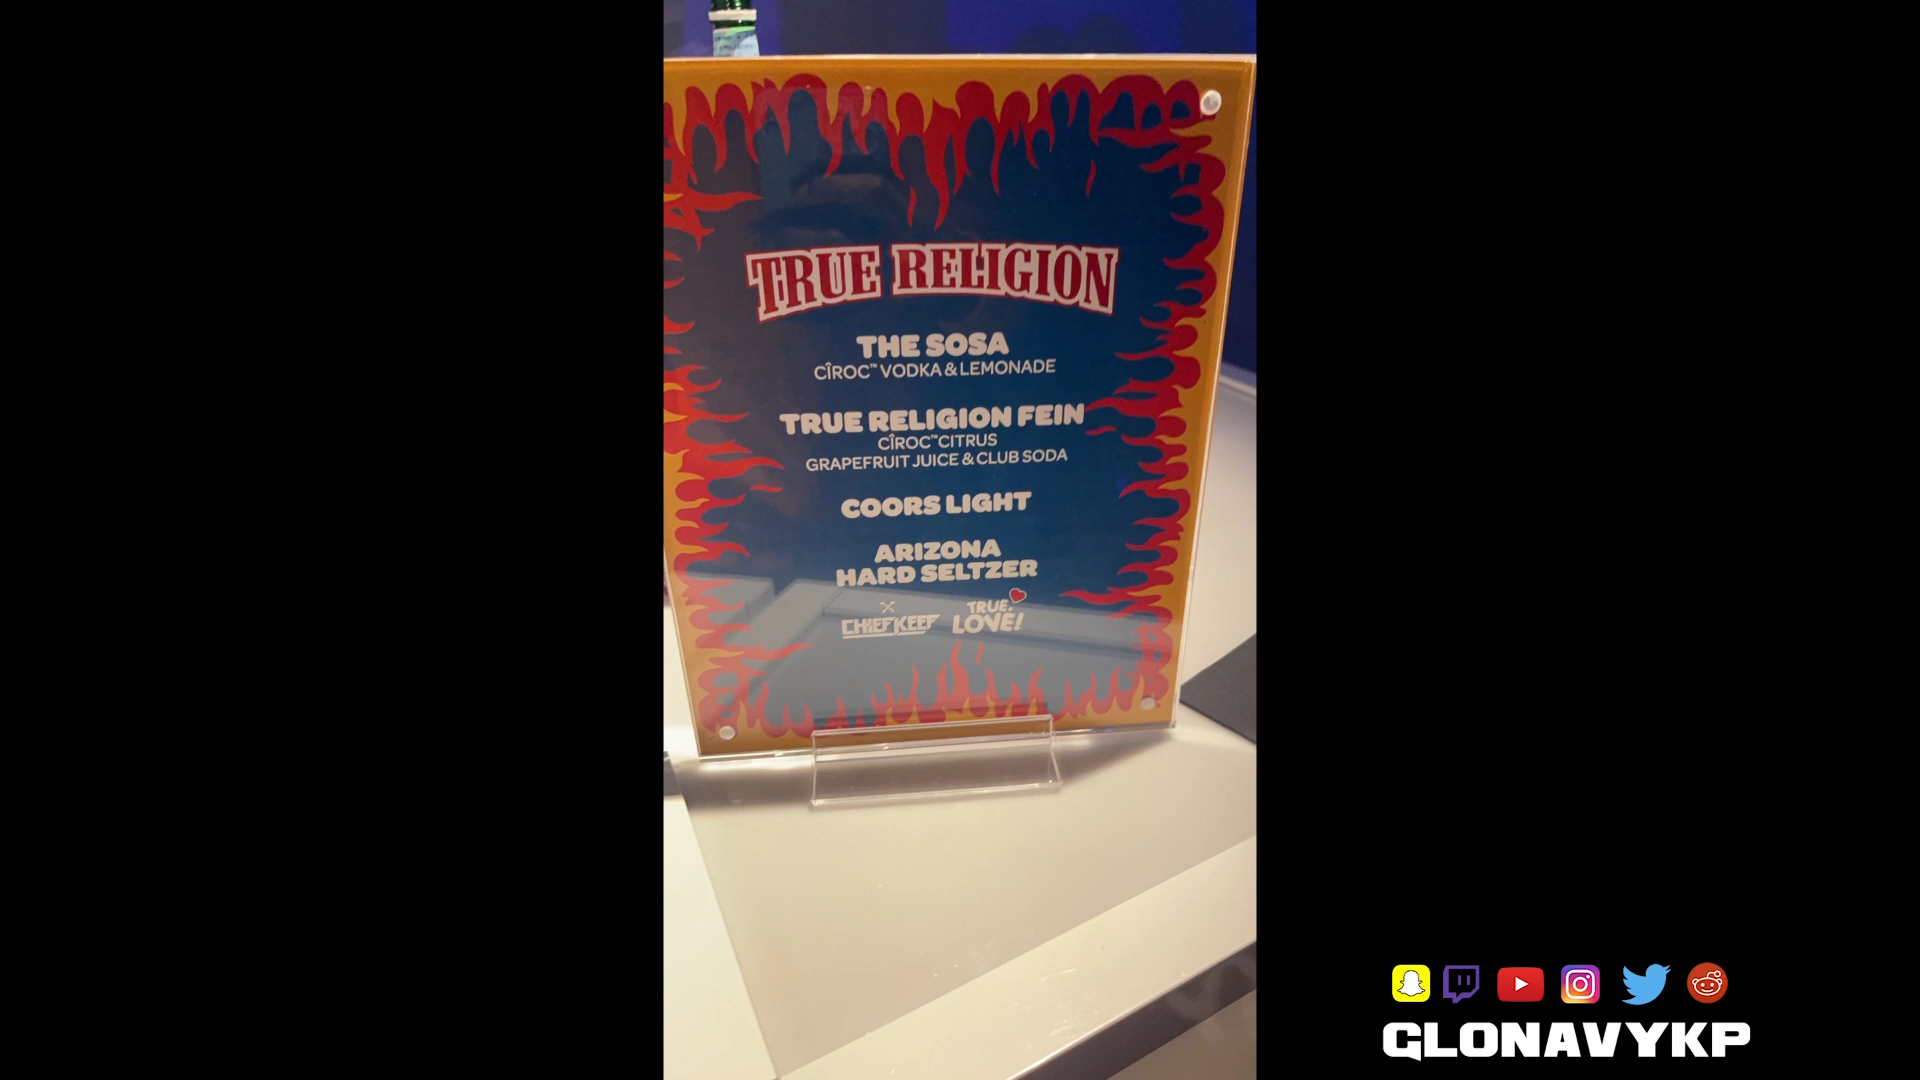 TRUE RELIGION
THE SOSA
CÎROC™ VODKA & LEMONADE
TRUE RELIGION FEIN
CÎROC™ CITRUS
GRAPEFRUIT JUICE & CLUB SODA
COORS LIGHT
ARIZONA
HARD SELTZER
CHIEF KEEF
TRUE.
LOVE!
GLONAVYKP